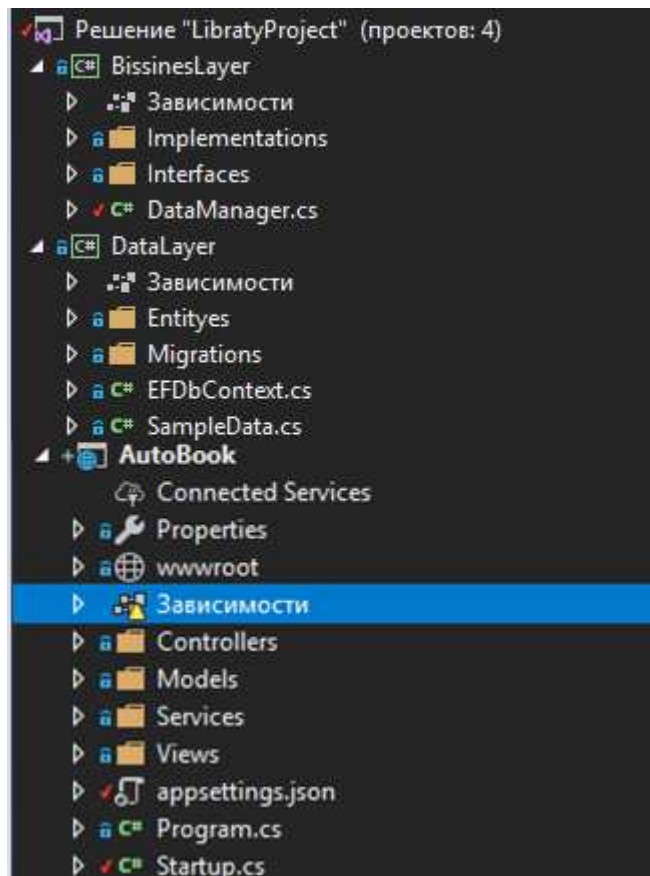 Решение "LibratyProject" (проектов: 4)
C# BissinesLayer
Зависимости
Implementations
Interfaces
C# DataManager.cs
C# DataLayer
Зависимости
Entityes
Migrations
C# EFDbContext.cs
C# SampleData.cs
AutoBook
Connected Services
Properties
wwwroot
Зависимости
Controllers
Models
Services
Views
appsettings.json
C# Program.cs
C# Startup.cs